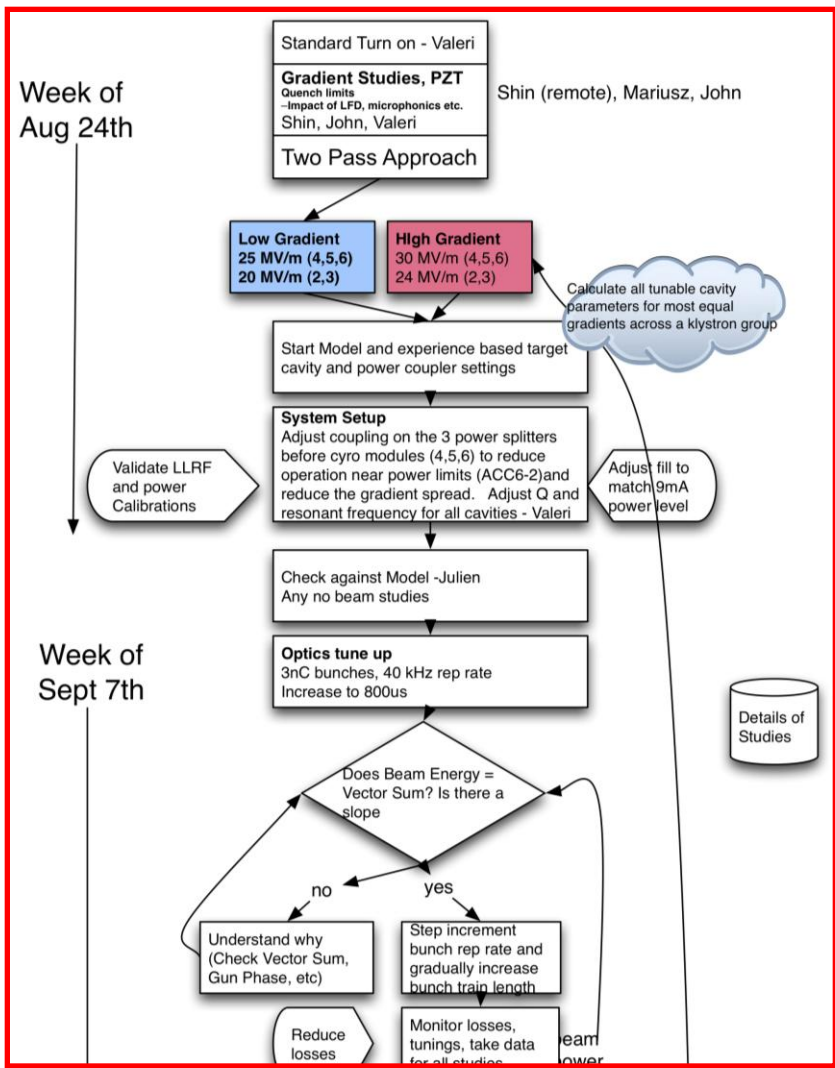 Standard Turn on - Valeri
Week of
Aug 24th
Gradient Studies, PZT
Quench limits
–Impact of LFD, microphonics etc.
Shin, John, Valeri
Shin (remote), Mariusz, John
Two Pass Approach
Low Gradient
25 MV/m (4,5,6)
20 MV/m (2,3)
HIgh Gradient
30 MV/m (4,5,6)
24 MV/m (2,3)
Calculate all tunable cavity
parameters for most equal
gradients across a klystron group
Start Model and experience based target
cavity and power coupler settings
System Setup
Adjust coupling on the 3 power splitters
before cyro modules (4,5,6) to reduce
operation near power limits (ACC6-2)and
reduce the gradient spread.   Adjust Q and
resonant frequency for all cavities - Valeri
Validate LLRF
and power
Calibrations
Adjust fill to
match 9mA
power level
Check against Model -Julien
Any no beam studies
Week of
Sept 7th
Optics tune up
3nC bunches, 40 kHz rep rate
Increase to 800us
Details of
Studies
Does Beam Energy =
Vector Sum? Is there a
slope
no
yes
Understand why
(Check Vector Sum,
Gun Phase, etc)
Step increment
bunch rep rate and
gradually increase
bunch train length
Reduce
losses
Monitor losses,
tunings, take data
for all studies
beam
power